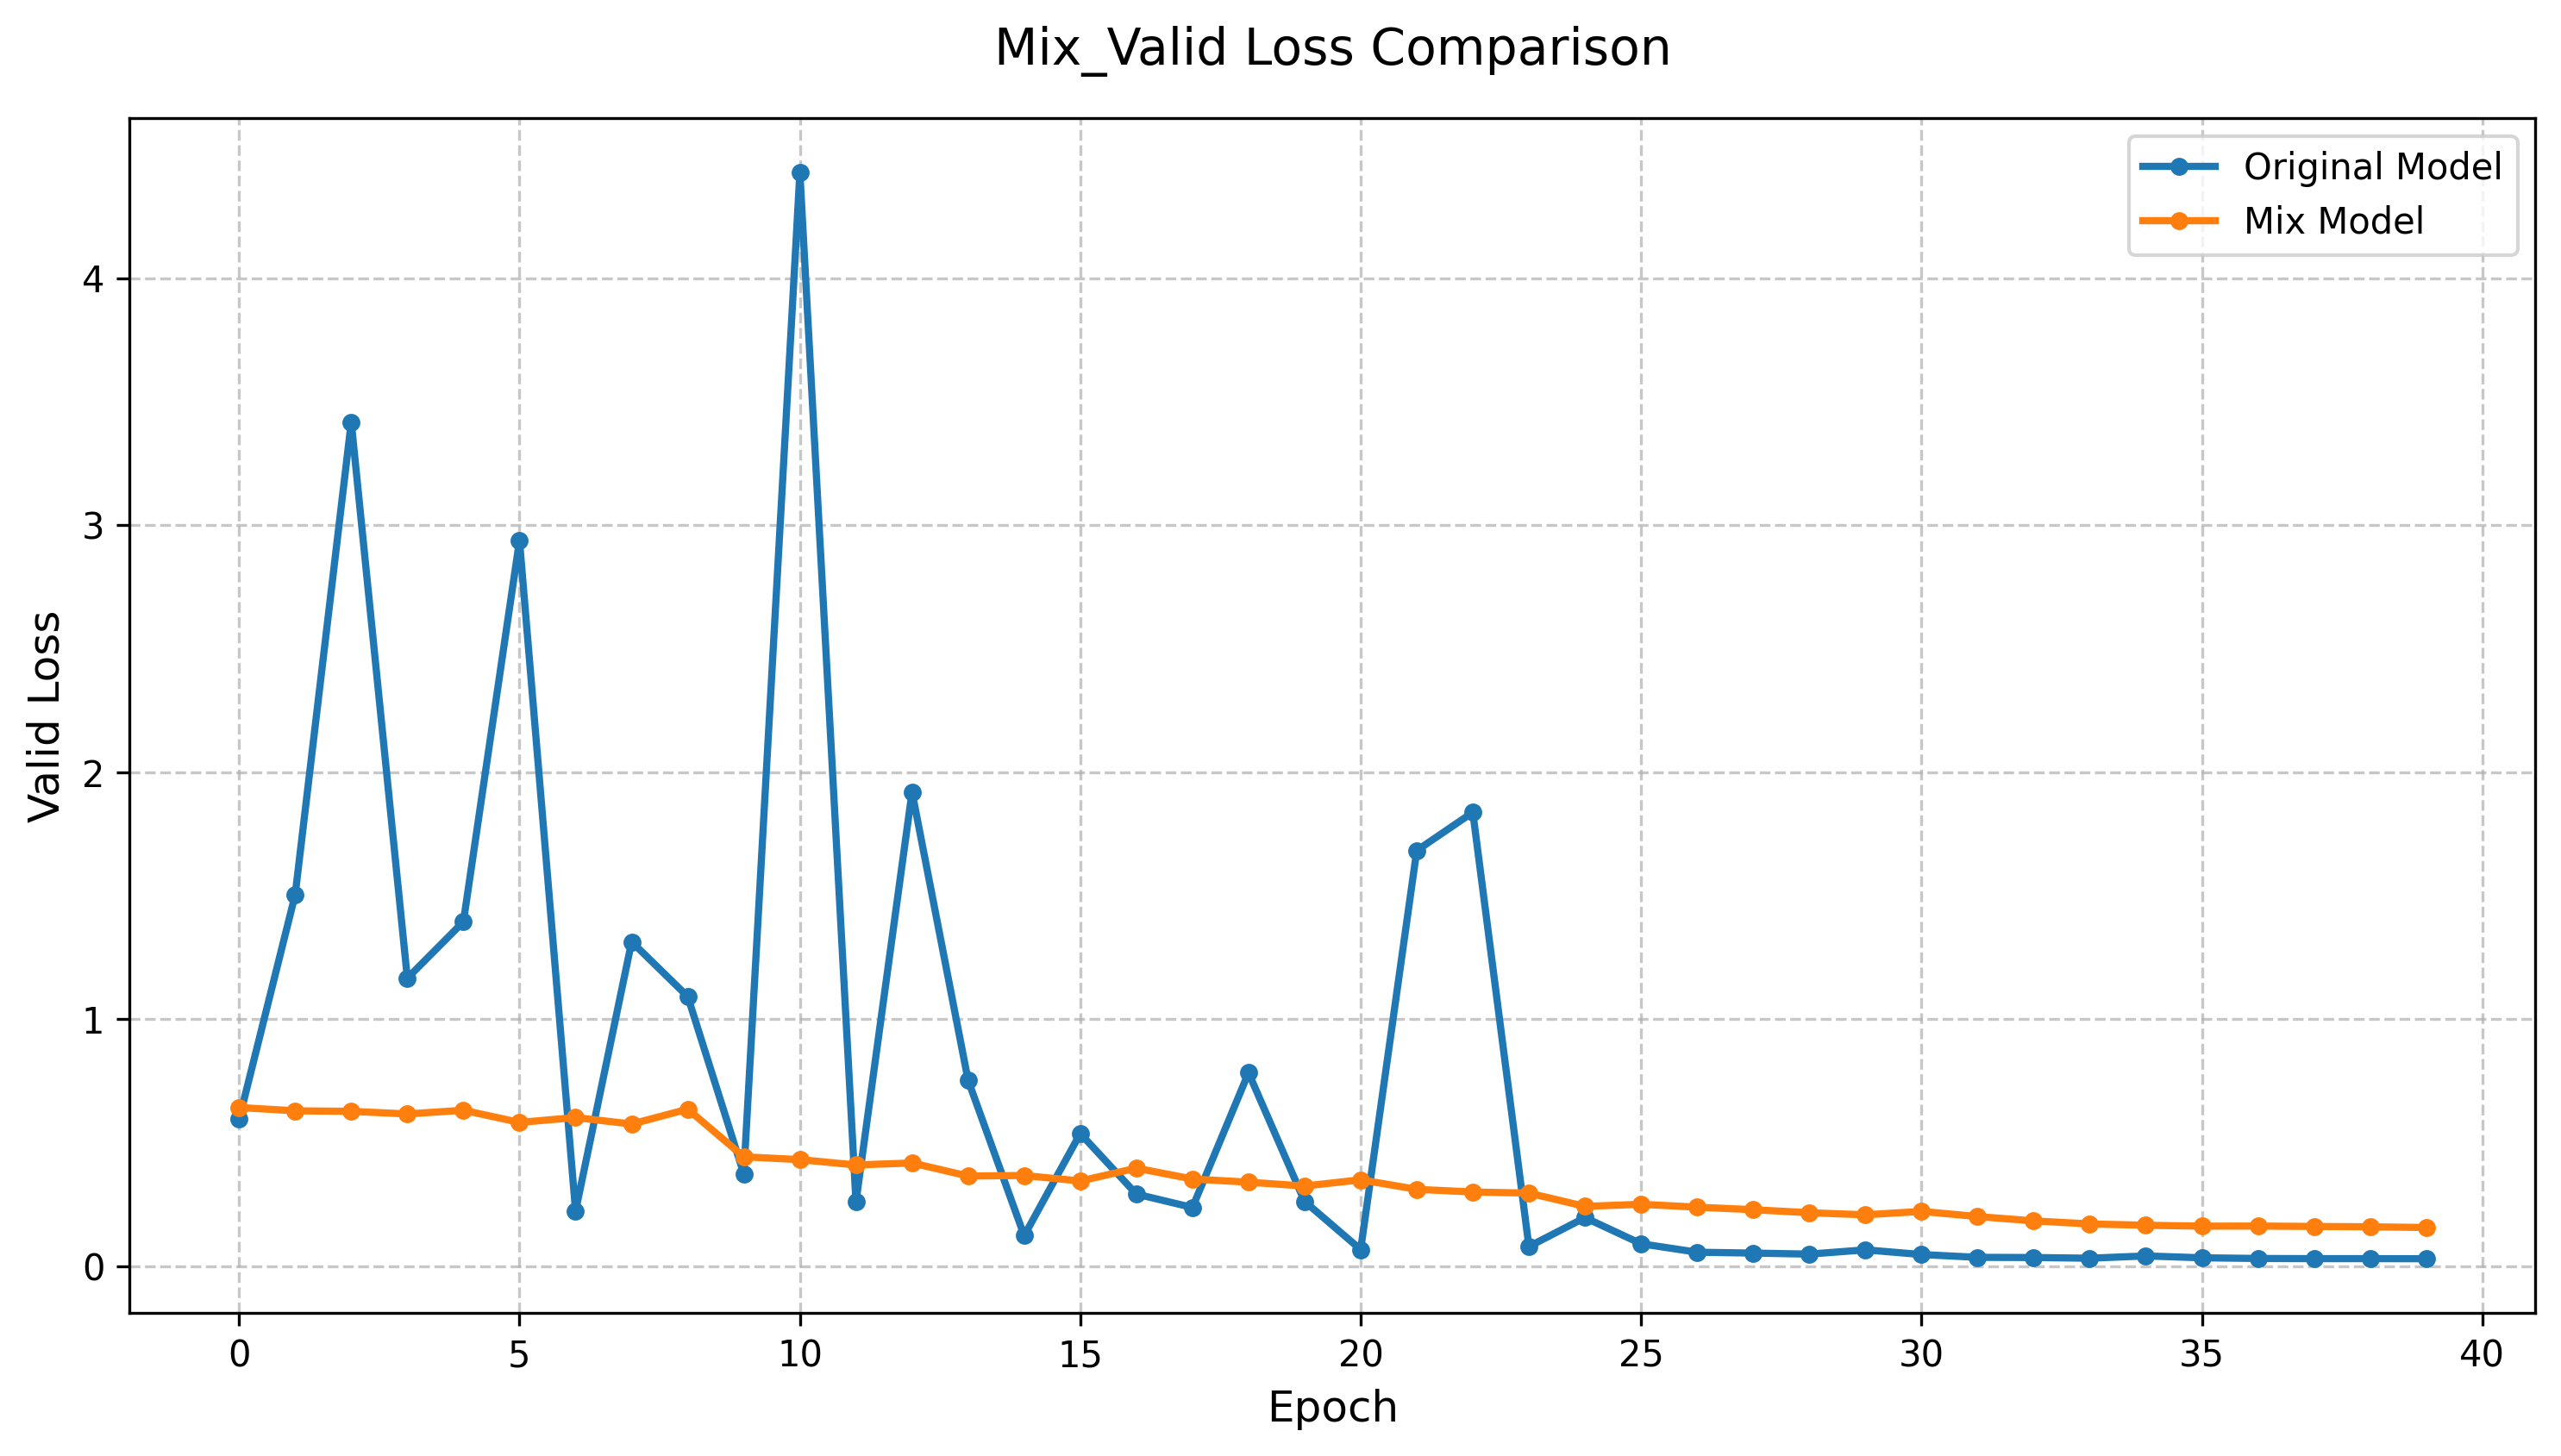 Mix_Valid Loss Comparison
Original Model
Mix Model
Valid Loss
4
3
2
1
0
0 5 10 15 20 25 30 35 40
Epoch